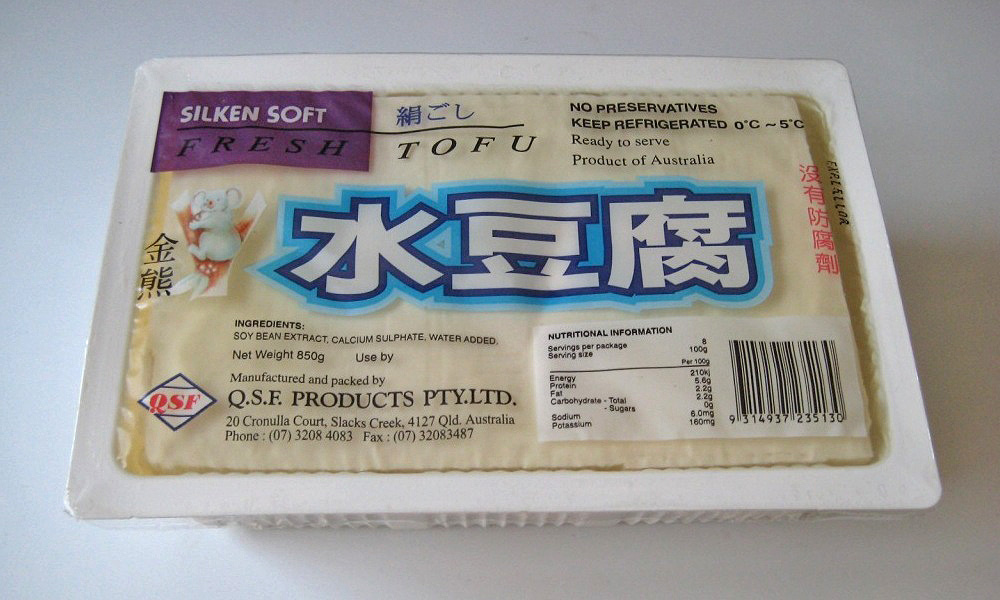 SILKEN SOFT
絹ごし
FRESH TOFU
NO PRESERVATIVES
KEEP REFRIGERATED 0°C ~ 5°C
Ready to serve
Product of Australia
沒有防腐劑
金熊
水豆腐
INGREDIENTS:
SOY BEAN EXTRACT, CALCIUM SULPHATE, WATER ADDED.
Net Weight 850g Use by
QSF
Manufactured and packed by
Q.S.F. PRODUCTS PTY.LTD.
20 Cronulla Court, Slacks Creek, 4127 Qld. Australia
Phone : (07) 3208 4083 Fax : (07) 32083487
NUTRITIONAL INFORMATION
Servings per package 8
Serving size 100g
Per 100g
Energy 210kj
Protein 5.6g
Fat 2.2g
Carbohydrate - Total 2.2g
- Sugars 0g
Sodium 6.0mg
Potassium 160mg
9 314937 235130